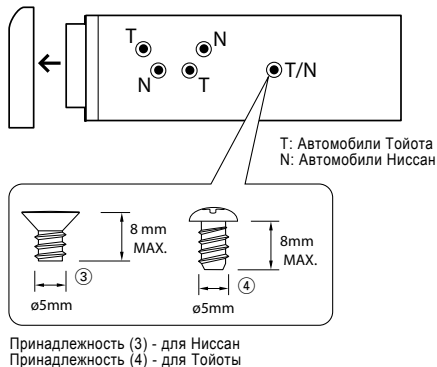 T N
N T T/N
T: Автомобили Тойота
N: Автомобили Ниссан
8 mm
MAX.
③
ø5mm
8mm
MAX.
④
ø5mm
Принадлежность (3) - для Ниссан
Принадлежность (4) - для Тойоты